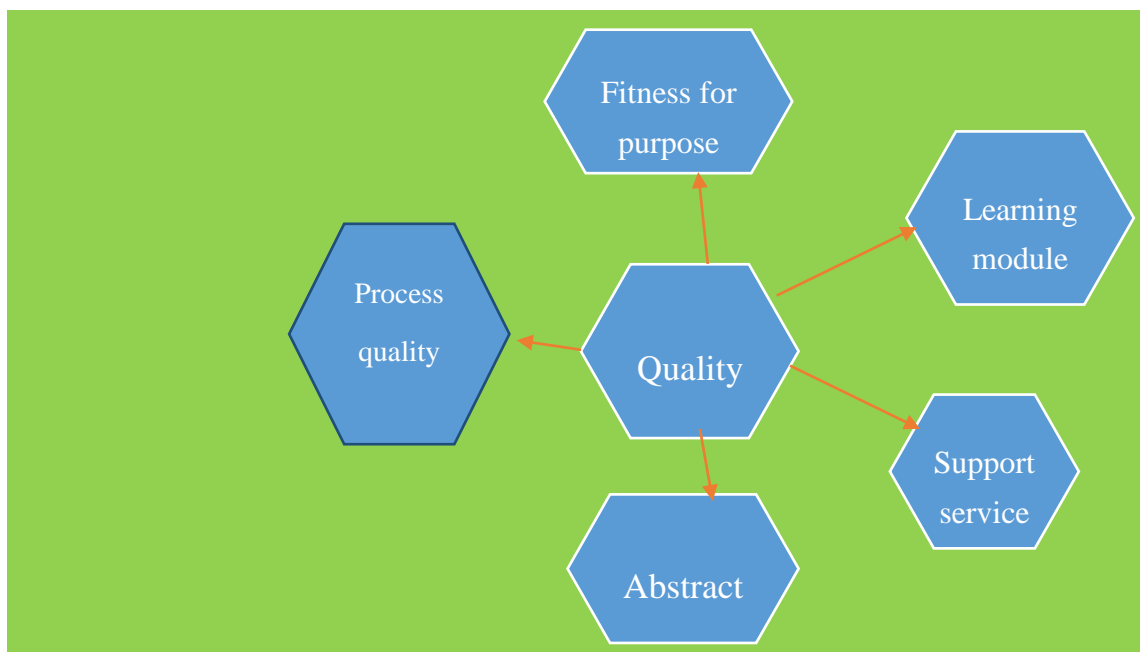 Fitness for
purpose
Learning
module
Process
quality
Quality
Support
service
Abstract